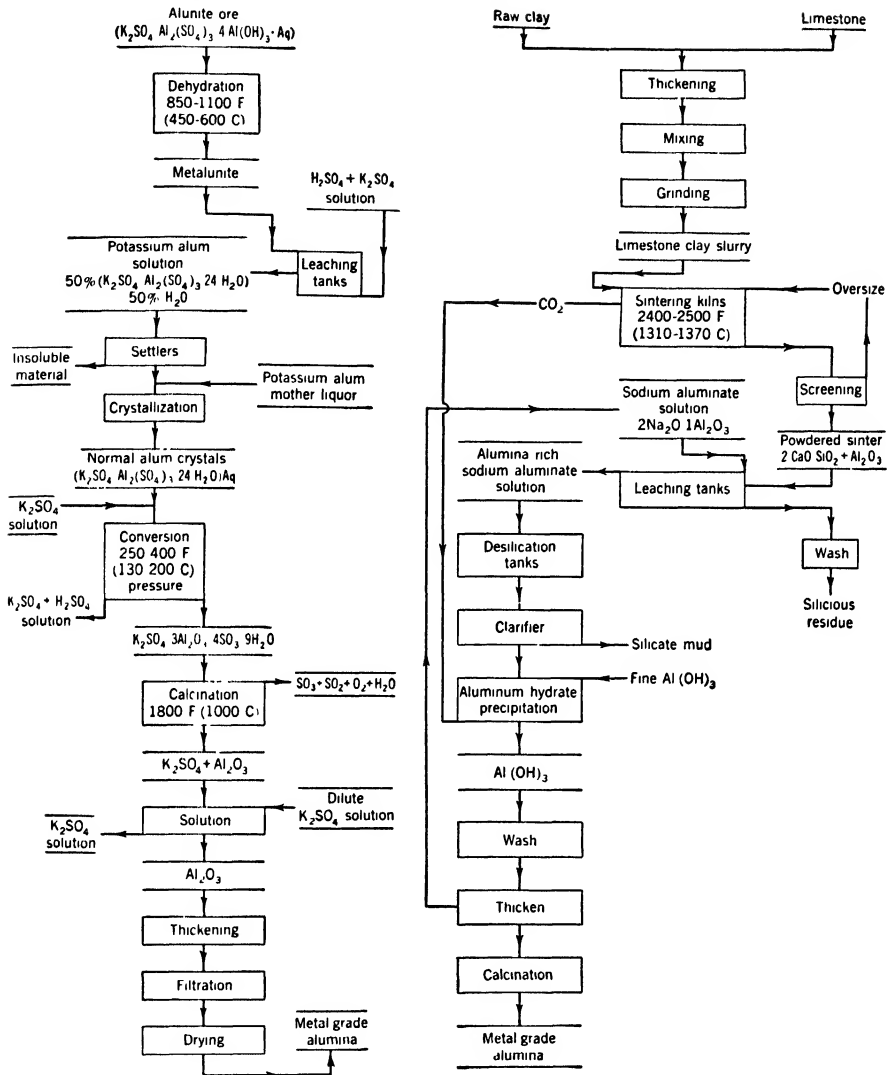 Alunite ore
(K₂SO₄ Al₂(SO₄)₃ 4 Al(OH)₃·Aq)
Dehydration
850-1100 F
(450-600 C)
Metalunite
H₂SO₄ + K₂SO₄
solution
Leaching
tanks
Potassium alum
solution
50%(K₂SO₄ Al₂(SO₄)₃ 24 H₂O)
50% H₂O
Settlers
Insoluble
material
Potassium alum
mother liquor
Crystallization
Normal alum crystals
(K₂SO₄ Al₂(SO₄)₃ 24 H₂O)Aq
K₂SO₄
solution
Conversion
250 400 F
(130 200 C)
pressure
K₂SO₄ + H₂SO₄
solution
K₂SO₄ 3Al₂O₃ 4SO₃ 9H₂O
Calcination
1800 F (1000 C)
SO₃+SO₂+O₂+H₂O
K₂SO₄ + Al₂O₃
Solution
Dilute
K₂SO₄ solution
K₂SO₄
solution
Al₂O₃
Thickening
Filtration
Drying
Metal grade
alumina
Raw clay
Limestone
Thickening
Mixing
Grinding
Limestone clay slurry
Sintering kilns
2400-2500 F
(1310-1370 C)
CO₂
Oversize
Screening
Powdered sinter
2 CaO SiO₂ + Al₂O₃
Sodium aluminate
solution
2Na₂O 1Al₂O₃
Leaching tanks
Wash
Silicious
residue
Alumina rich
sodium aluminate
solution
Desilication
tanks
Clarifier
Silicate mud
Fine Al (OH)₃
Aluminum hydrate
precipitation
Al (OH)₃
Wash
Thicken
Calcination
Metal grade
alumina